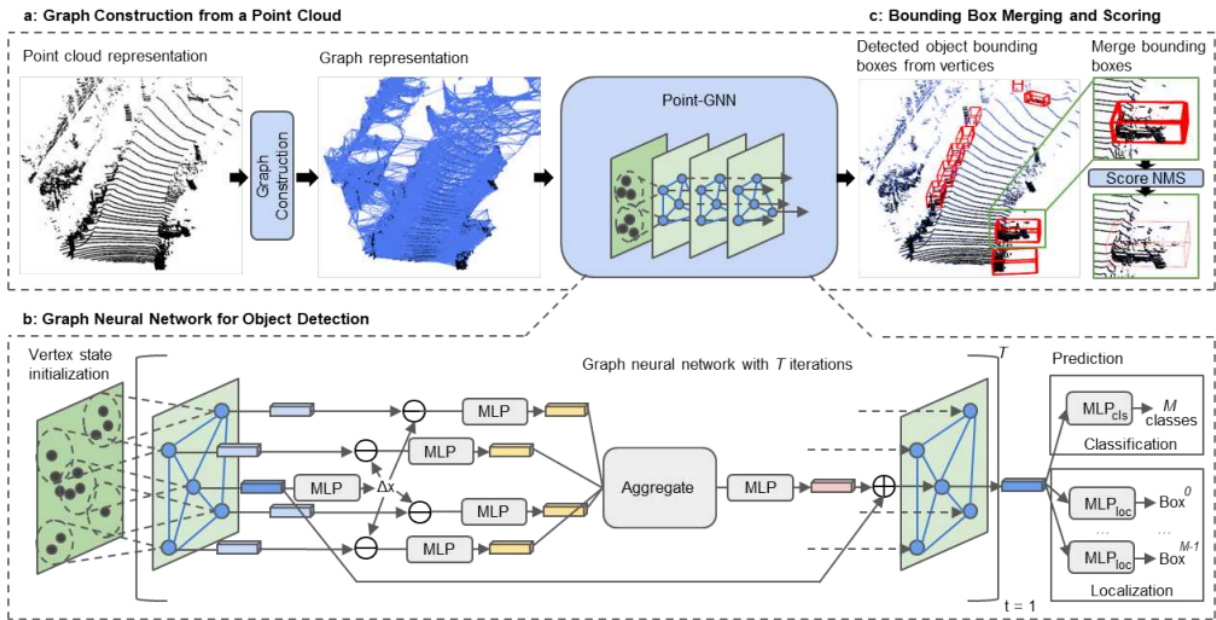 a: Graph Construction from a Point Cloud
c: Bounding Box Merging and Scoring
Point cloud representation
Graph representation
Graph
Construction
Point-GNN
Detected object bounding
boxes from vertices
Merge bounding
boxes
Score NMS
b: Graph Neural Network for Object Detection
Vertex state
initialization
Graph neural network with T iterations
T
Prediction
MLP
MLP
MLP
Δx
MLP
MLP
Aggregate
MLP
MLPcls
M
classes
Classification
MLPloc
Box0
... ...
MLPloc
BoxM-1
Localization
t = 1